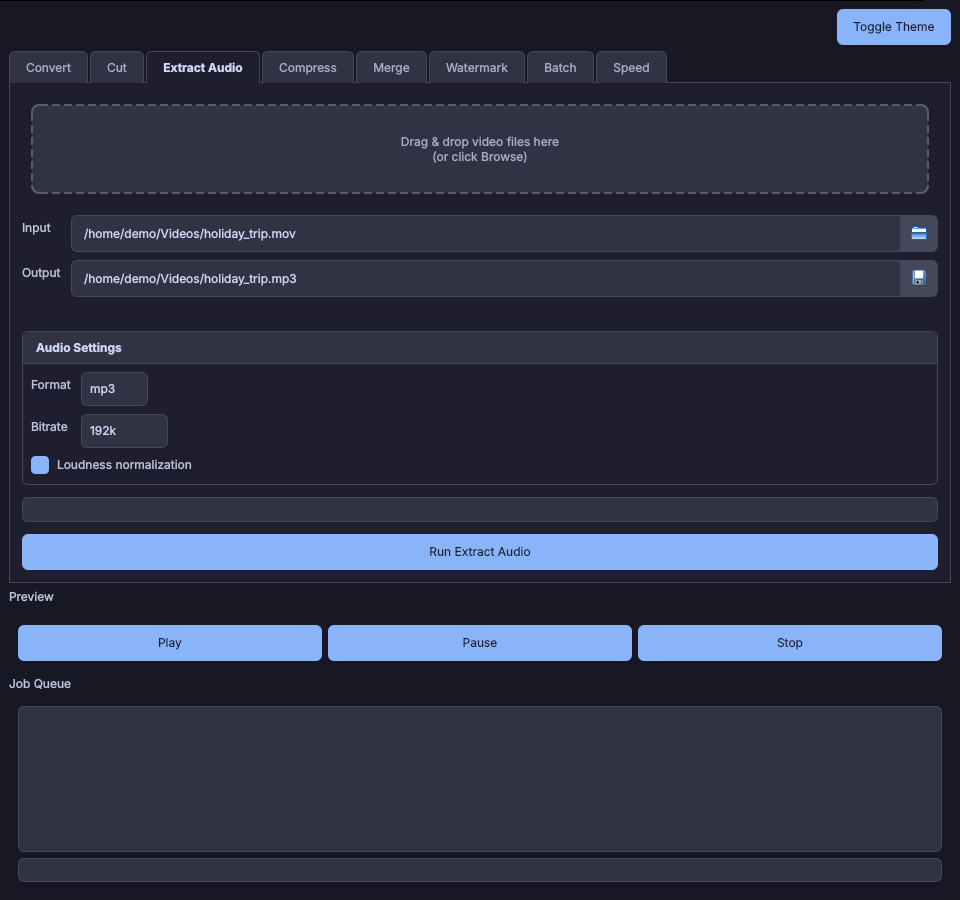 Toggle Theme
Convert Cut Extract Audio Compress Merge Watermark Batch Speed
Drag & drop video files here
(or click Browse)
Input /home/demo/Videos/holiday_trip.mov
Output /home/demo/Videos/holiday_trip.mp3
Audio Settings
Format mp3
Bitrate 192k
Loudness normalization
Run Extract Audio
Preview
Play Pause Stop
Job Queue